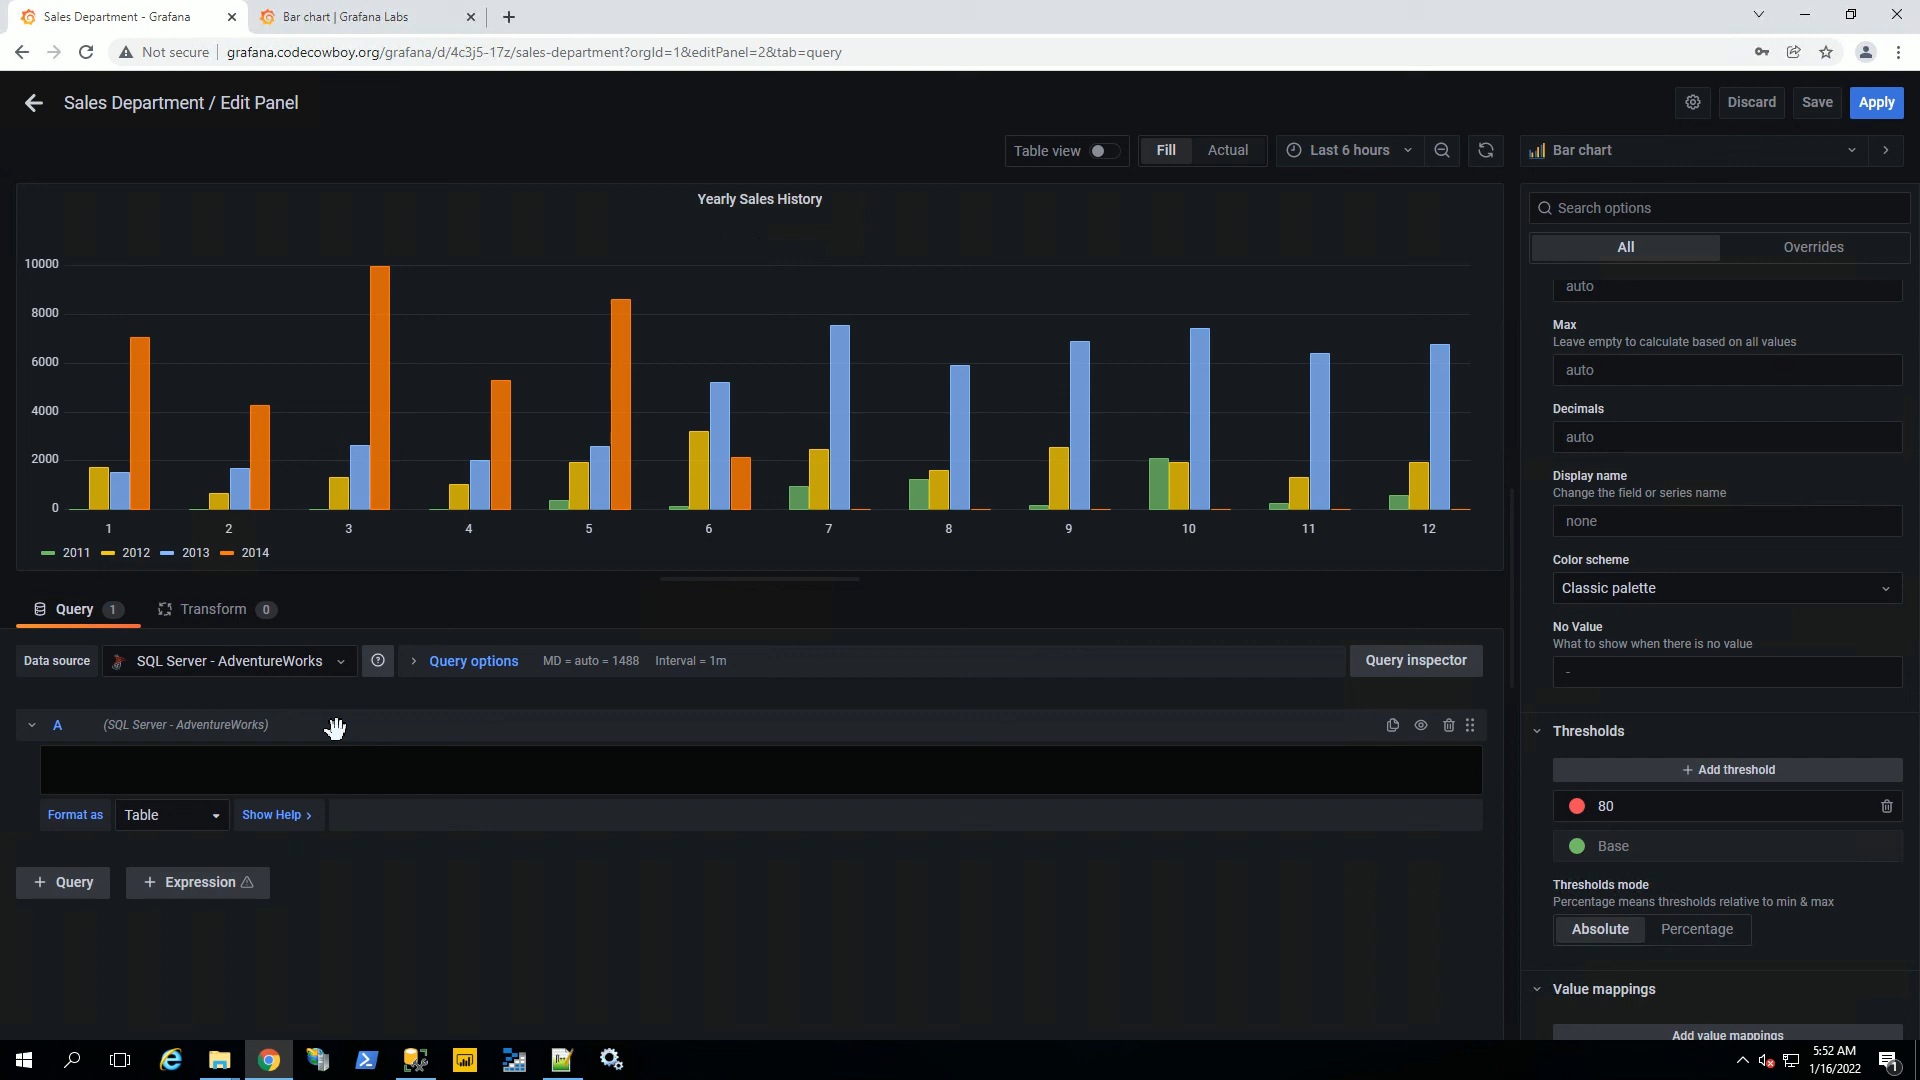 Sales Department - Grafana
Bar chart | Grafana Labs
Not secure
grafana.codecowboy.org/grafana/d/4c3j5-17z/sales-department?orgId=1&editPanel=2&tab=query
Sales Department / Edit Panel
Discard
Save
Apply
Table view
Fill
Actual
Last 6 hours
Bar chart
Yearly Sales History
Search options
All
Overrides
10000
8000
6000
4000
2000
0
1 2 3 4 5 6 7 8 9 10 11 12
2011 2012 2013 2014
auto
Max
Leave empty to calculate based on all values
auto
Decimals
auto
Display name
Change the field or series name
none
Color scheme
Classic palette
No Value
What to show when there is no value
-
Query 1
Transform 0
Data source
SQL Server - AdventureWorks
Query options
MD = auto = 1488
Interval = 1m
Query inspector
A
(SQL Server - AdventureWorks)
Format as
Table
Show Help
+ Query
+ Expression
Thresholds
+ Add threshold
80
Base
Thresholds mode
Percentage means thresholds relative to min & max
Absolute
Percentage
Value mappings
Add value mappings
5:52 AM
1/16/2022
1